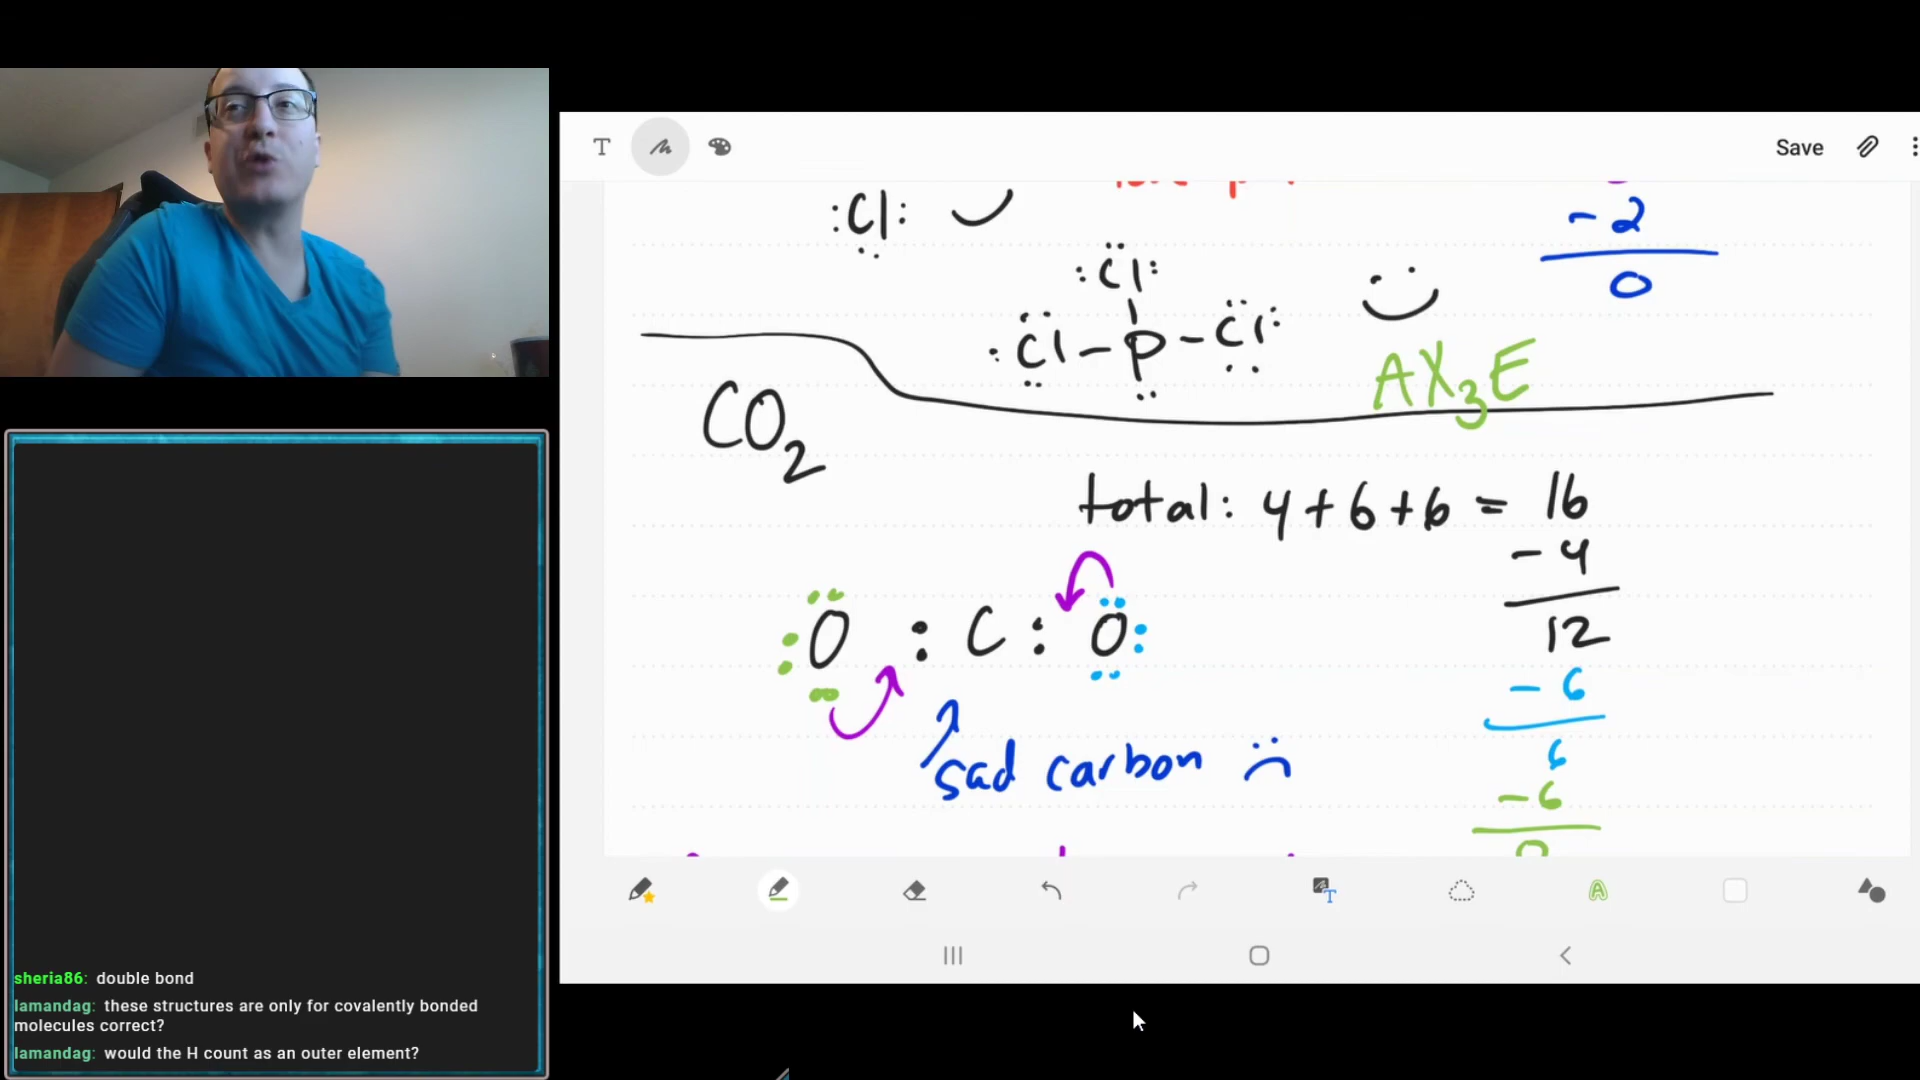 T
Save
- 2
:Cl:
0
:Cl:
:Cl - P - Cl:
AX3E
CO2
total: 4 + 6 + 6 = 16
- 4
12
:O : C : O:
- 6
6
sad carbon
- 6
0
sheria86: double bond
lamandag: these structures are only for covalently bonded
molecules correct?
lamandag: would the H count as an outer element?